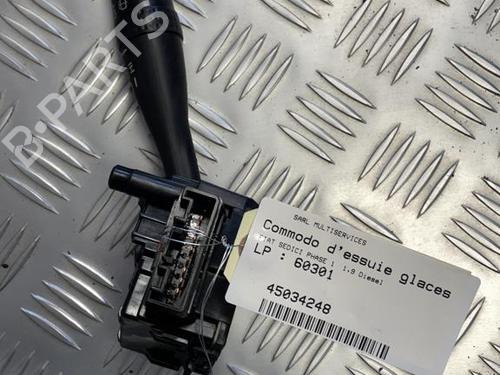 B-PARTS
SARL MULTISERVICES
Commodo d'essuie glaces
FIAT SEDICI PHASE 1 1.9 Diesel
LP : 60301
45034248